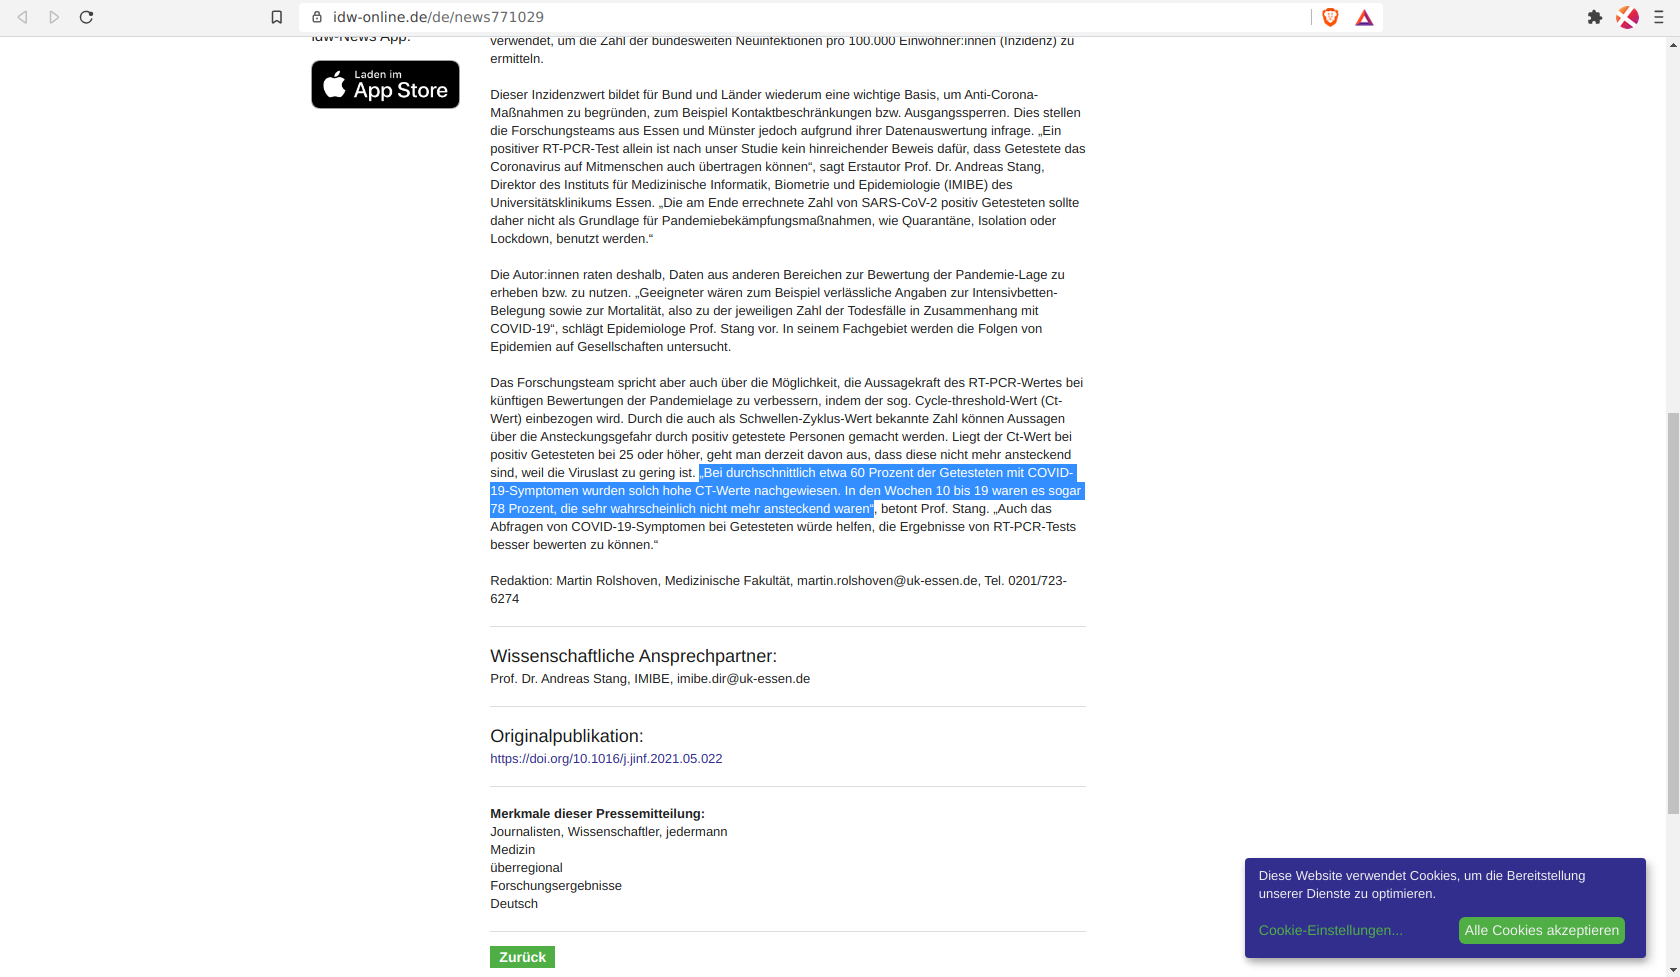 idw-online.de/de/news771029
idw-News App:
Laden im
App Store
verwendet, um die Zahl der bundesweiten Neuinfektionen pro 100.000 Einwohner:innen (Inzidenz) zu
ermitteln.
Dieser Inzidenzwert bildet für Bund und Länder wiederum eine wichtige Basis, um Anti-Corona-
Maßnahmen zu begründen, zum Beispiel Kontaktbeschränkungen bzw. Ausgangssperren. Dies stellen
die Forschungsteams aus Essen und Münster jedoch aufgrund ihrer Datenauswertung infrage. „Ein
positiver RT-PCR-Test allein ist nach unser Studie kein hinreichender Beweis dafür, dass Getestete das
Coronavirus auf Mitmenschen auch übertragen können“, sagt Erstautor Prof. Dr. Andreas Stang,
Direktor des Instituts für Medizinische Informatik, Biometrie und Epidemiologie (IMIBE) des
Universitätsklinikums Essen. „Die am Ende errechnete Zahl von SARS-CoV-2 positiv Getesteten sollte
daher nicht als Grundlage für Pandemiebekämpfungsmaßnahmen, wie Quarantäne, Isolation oder
Lockdown, benutzt werden.“
Die Autor:innen raten deshalb, Daten aus anderen Bereichen zur Bewertung der Pandemie-Lage zu
erheben bzw. zu nutzen. „Geeigneter wären zum Beispiel verlässliche Angaben zur Intensivbetten-
Belegung sowie zur Mortalität, also zu der jeweiligen Zahl der Todesfälle in Zusammenhang mit
COVID-19“, schlägt Epidemiologe Prof. Stang vor. In seinem Fachgebiet werden die Folgen von
Epidemien auf Gesellschaften untersucht.
Das Forschungsteam spricht aber auch über die Möglichkeit, die Aussagekraft des RT-PCR-Wertes bei
künftigen Bewertungen der Pandemielage zu verbessern, indem der sog. Cycle-threshold-Wert (Ct-
Wert) einbezogen wird. Durch die auch als Schwellen-Zyklus-Wert bekannte Zahl können Aussagen
über die Ansteckungsgefahr durch positiv getestete Personen gemacht werden. Liegt der Ct-Wert bei
positiv Getesteten bei 25 oder höher, geht man derzeit davon aus, dass diese nicht mehr ansteckend
sind, weil die Viruslast zu gering ist. „Bei durchschnittlich etwa 60 Prozent der Getesteten mit COVID-
19-Symptomen wurden solch hohe CT-Werte nachgewiesen. In den Wochen 10 bis 19 waren es sogar
78 Prozent, die sehr wahrscheinlich nicht mehr ansteckend waren“, betont Prof. Stang. „Auch das
Abfragen von COVID-19-Symptomen bei Getesteten würde helfen, die Ergebnisse von RT-PCR-Tests
besser bewerten zu können.“
Redaktion: Martin Rolshoven, Medizinische Fakultät, martin.rolshoven@uk-essen.de, Tel. 0201/723-
6274
Wissenschaftliche Ansprechpartner:
Prof. Dr. Andreas Stang, IMIBE, imibe.dir@uk-essen.de
Originalpublikation:
https://doi.org/10.1016/j.jinf.2021.05.022
Merkmale dieser Pressemitteilung:
Journalisten, Wissenschaftler, jedermann
Medizin
überregional
Forschungsergebnisse
Deutsch
Zurück
Diese Website verwendet Cookies, um die Bereitstellung
unserer Dienste zu optimieren.
Cookie-Einstellungen...
Alle Cookies akzeptieren